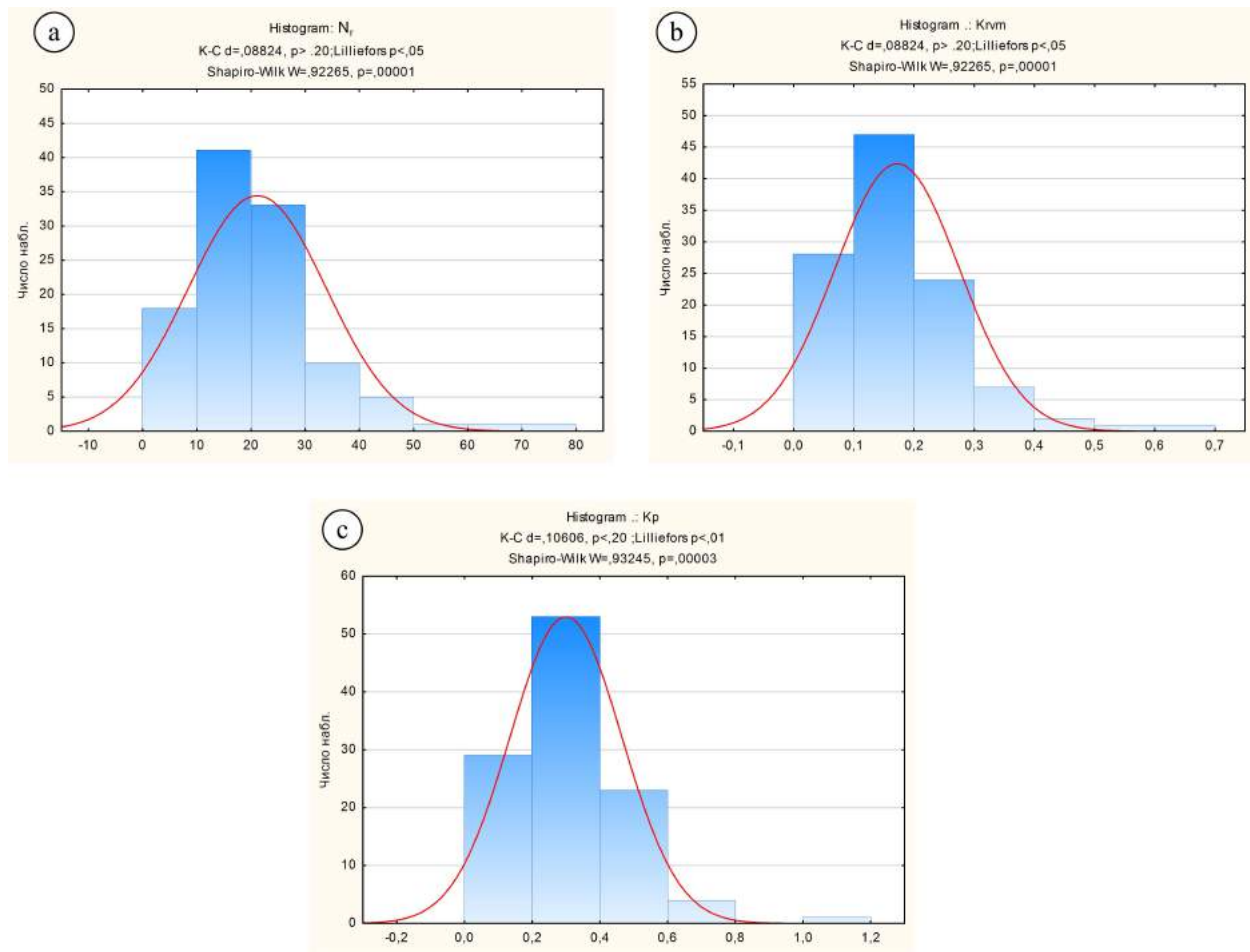 a
Histogram: Nᵣ
K-C d=,08824, p> .20;Lilliefors p<,05
Shapiro-Wilk W=,92265, p=,00001
Число набл.
50
45
40
35
30
25
20
15
10
5
0
-10 0 10 20 30 40 50 60 70 80
b
Histogram .: Krvm
K-C d=,08824, p> .20;Lilliefors p<,05
Shapiro-Wilk W=,92265, p=,00001
Число набл.
55
50
45
40
35
30
25
20
15
10
5
0
-0,1 0,0 0,1 0,2 0,3 0,4 0,5 0,6 0,7
c
Histogram .: Kp
K-C d=,10606, p<,20 ;Lilliefors p<,01
Shapiro-Wilk W=,93245, p=,00003
Число набл.
60
50
40
30
20
10
0
-0,2 0,0 0,2 0,4 0,6 0,8 1,0 1,2